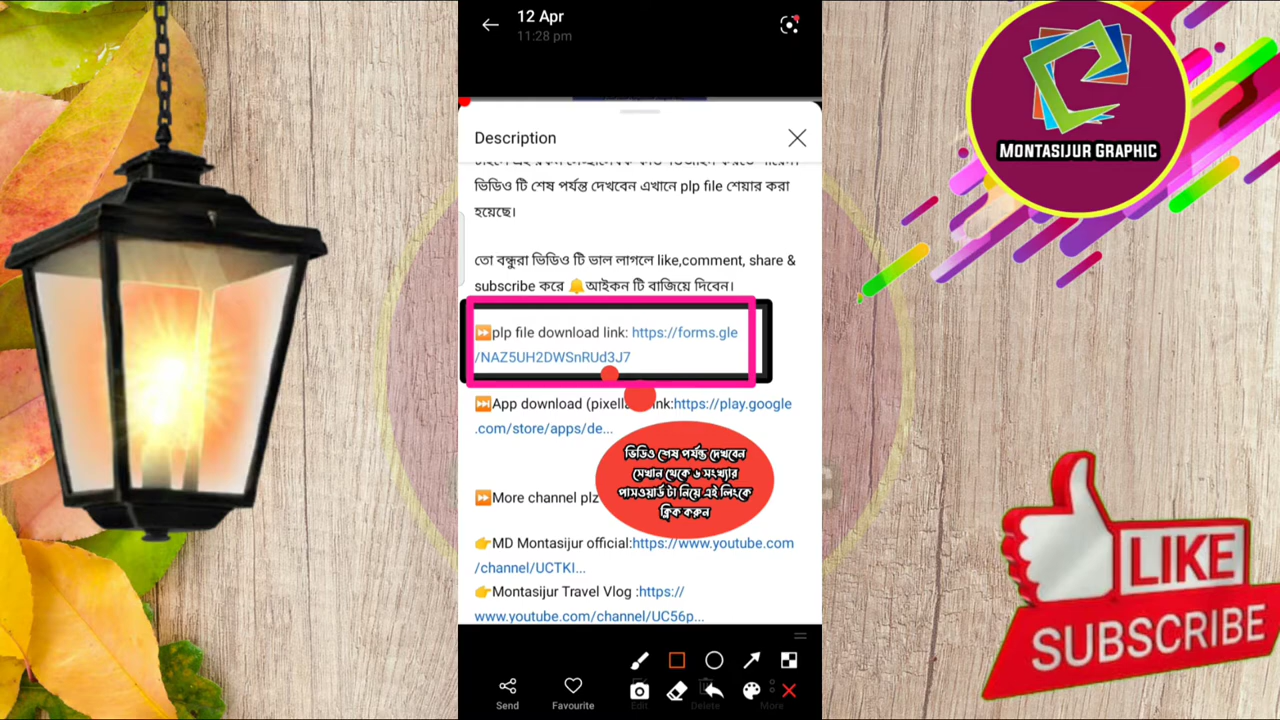 12 Apr
11:28 pm
MONTASIJUR GRAPHIC
Description
ভিডিও টি শেষ পর্যন্ত দেখবেন এখানে plp file শেয়ার করা
হয়েছে।
তো বন্ধুরা ভিডিও টি ভাল লাগলে like,comment, share &
subscribe করে 🔔আইকন টি বাজিয়ে দিবেন।
⏩plp file download link: https://forms.gle
/NAZ5UH2DWSnRUd3J7
⏭App download (pixella nk:https://play.google
.com/store/apps/de...
ভিডিও শেষ পর্যন্ত দেখবেন
সেখান থেকে ৬ সংখ্যার
পাসওয়ার্ড টা নিয়ে এই লিংকে
ক্লিক করুন
⏩More channel plz
👉MD Montasijur official:https://www.youtube.com
/channel/UCTKI...
👉Montasijur Travel Vlog :https://
www.youtube.com/channel/UC56p...
LIKE
SUBSCRIBE
Send
Favourite
Edit
Delete
More